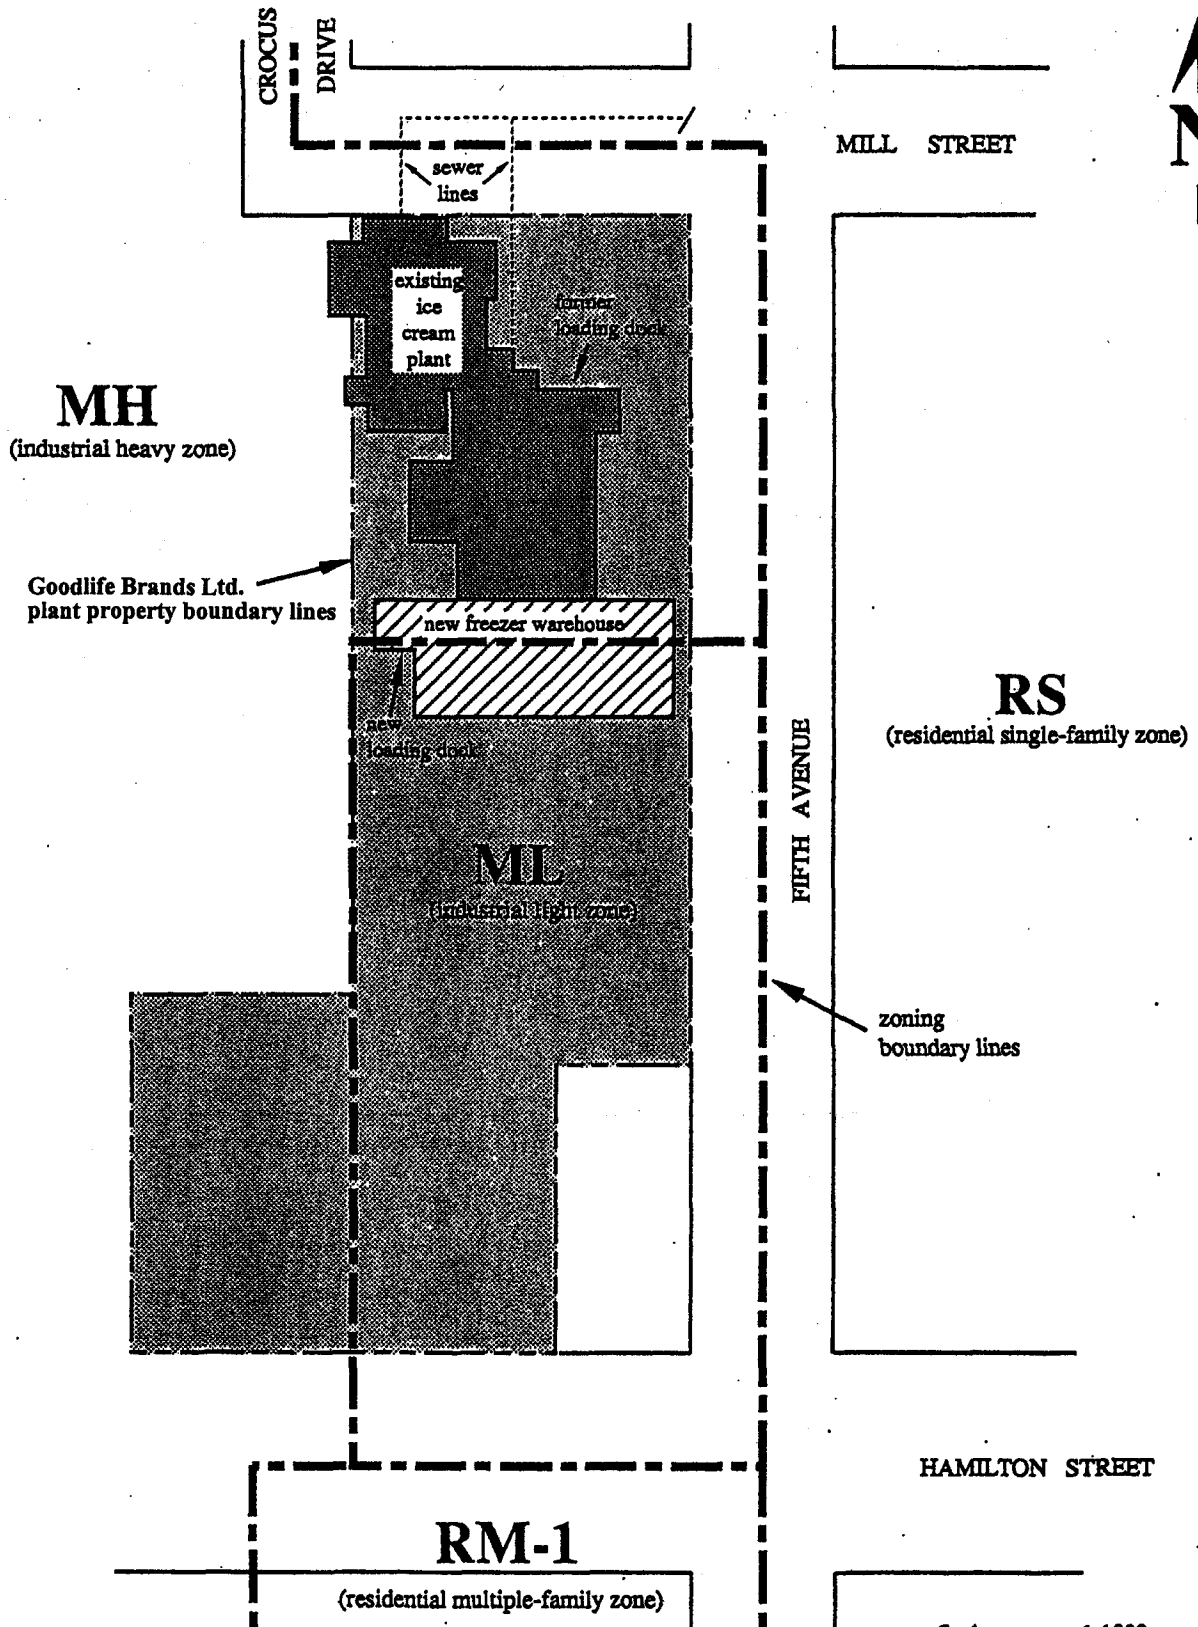 CROCUS
DRIVE
N
MILL STREET
sewer
lines
existing
ice
cream
plant
former
loading dock
MH
(industrial heavy zone)
Goodlife Brands Ltd.
plant property boundary lines
new freezer warehouse
new
loading dock
RS
(residential single-family zone)
FIFTH AVENUE
ML
(industrial light zone)
zoning
boundary lines
HAMILTON STREET
RM-1
(residential multiple-family zone)